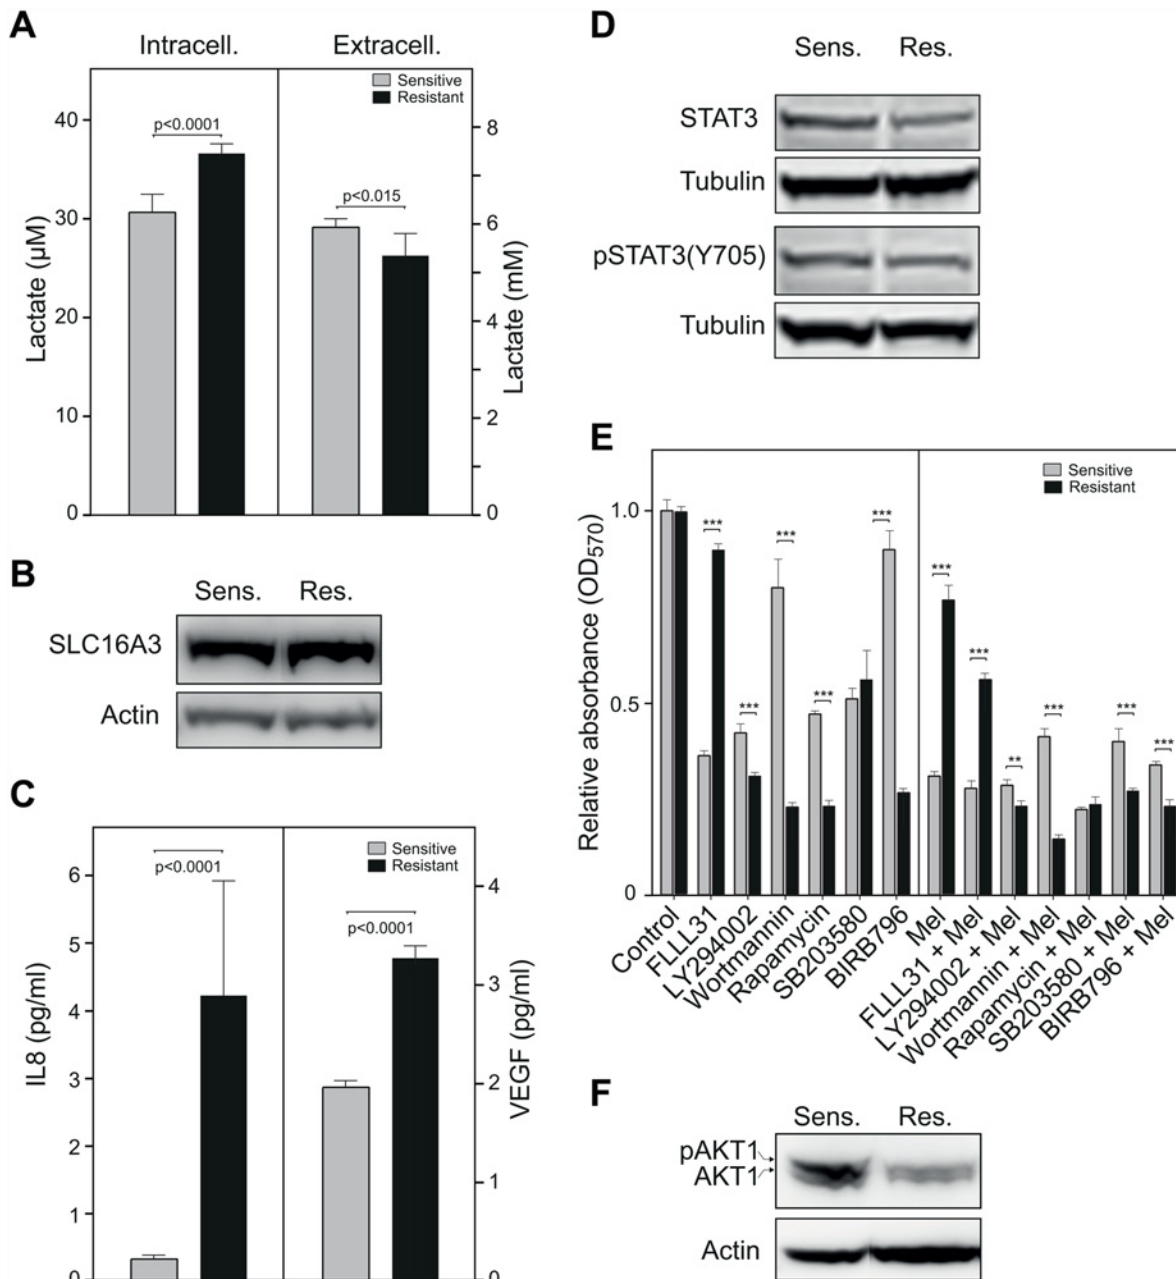 A
Intracell.
Extracell.
Sensitive
Resistant
p<0.0001
p<0.015
Lactate (µM)
40
30
20
10
0
Lactate (mM)
8
6
4
2
0
B
Sens.
Res.
SLC16A3
Actin
C
Sensitive
Resistant
p<0.0001
p<0.0001
IL8 (pg/ml)
6
5
4
3
2
1
0
VEGF (pg/ml)
4
3
2
1
0
D
Sens.
Res.
STAT3
Tubulin
pSTAT3(Y705)
Tubulin
E
Sensitive
Resistant
Relative absorbance (OD570)
1.0
0.5
0
***
***
***
***
***
***
***
**
***
***
***
Control
FLLL31
LY294002
Wortmannin
Rapamycin
SB203580
BIRB796
Mel
FLLL31 + Mel
LY294002 + Mel
Wortmannin + Mel
Rapamycin + Mel
SB203580 + Mel
BIRB796 + Mel
F
Sens.
Res.
pAKT1
AKT1
Actin